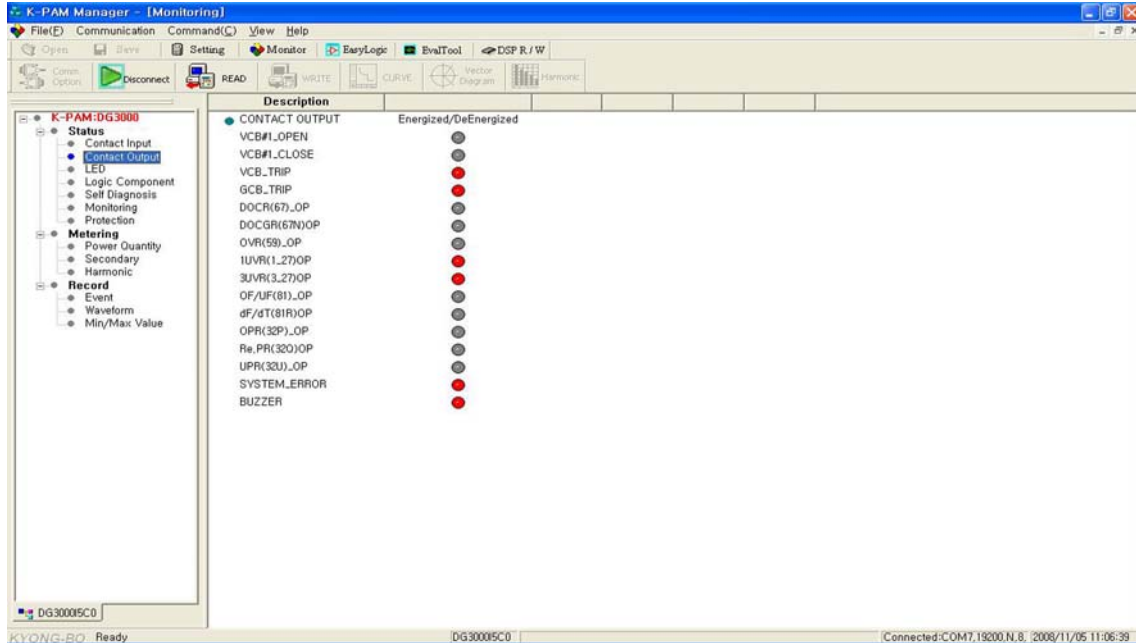 K-PAM Manager - [Monitoring]
File(F) Communication Command(C) View Help
Open Save Setting Monitor EasyLogic EvalTool DSP R/W
Comm. Option Disconnect READ WRITE CURVE Vector Diagram Harmonic
Description
K-PAM:DG3000
Status
Contact Input
Contact Output
LED
Logic Component
Self Diagnosis
Monitoring
Protection
Metering
Power Quantity
Secondary
Harmonic
Record
Event
Waveform
Min/Max Value
CONTACT OUTPUT Energized/DeEnergized
VCB#1_OPEN
VCB#1_CLOSE
VCB_TRIP
GCB_TRIP
DOCR(67)_OP
DOCGR(67N)OP
OVR(59)_OP
1UVR(1_27)OP
3UVR(3_27)OP
OF/UF(81)_OP
dF/dT(81R)OP
OPR(32P)_OP
Re,PR(32Q)OP
UPR(32U)_OP
SYSTEM_ERROR
BUZZER
DG3000I5C0
KYONG-BO Ready DG3000I5C0 Connected:COM7,19200,N,8, 2008/11/05 11:06:39